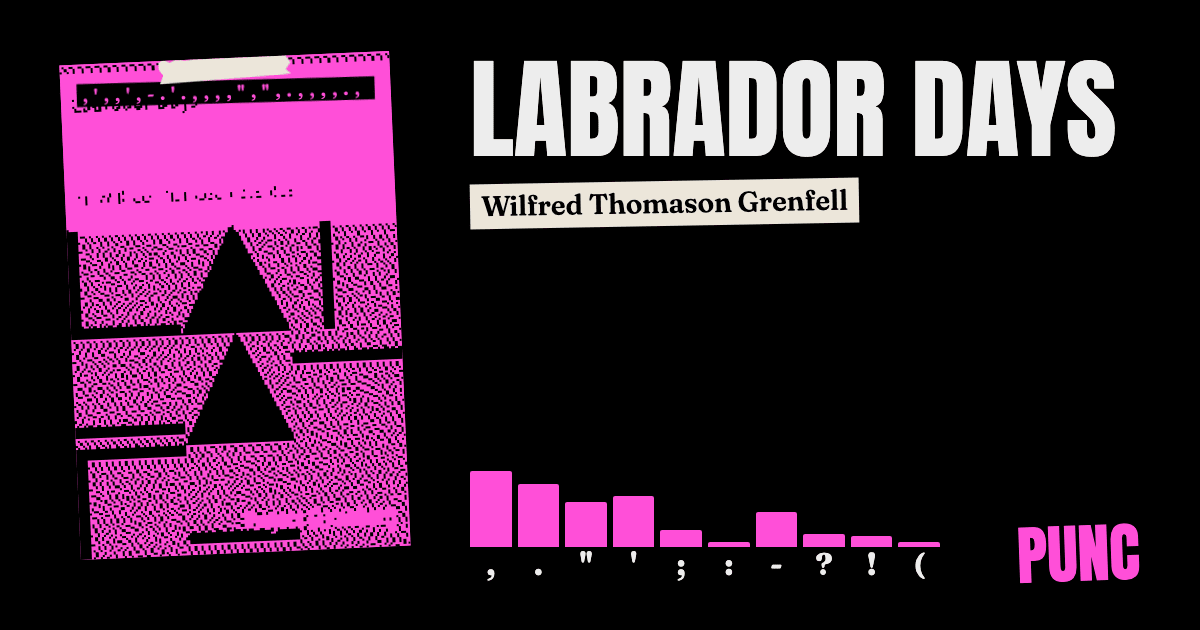 LABRADOR DAYS
Wilfred Thomason Grenfell
, . " ' ; : - ? ! (
PUNC